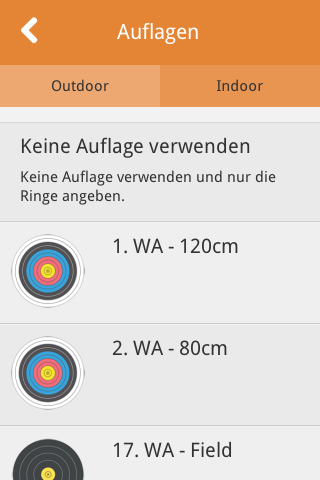 Auflagen
Outdoor
Indoor
Keine Auflage verwenden
Keine Auflage verwenden und nur die
Ringe angeben.
1. WA - 120cm
2. WA - 80cm
17. WA - Field